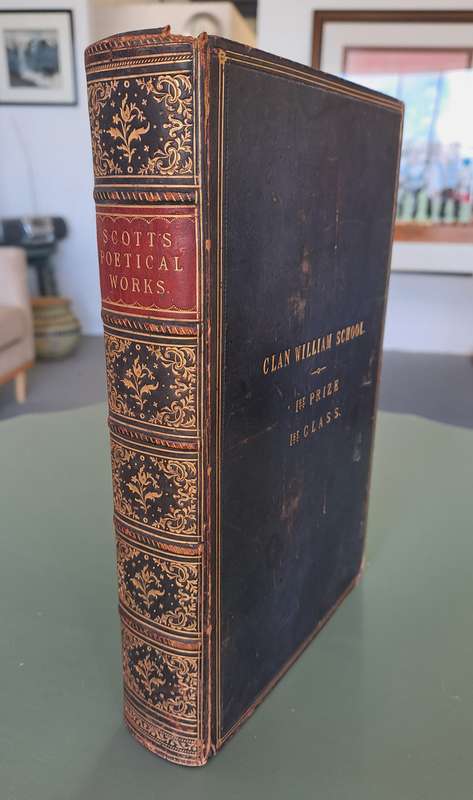 SCOTT'S
POETICAL
WORKS.
CLAN WILLIAM SCHOOL.
1ST PRIZE
1ST CLASS.